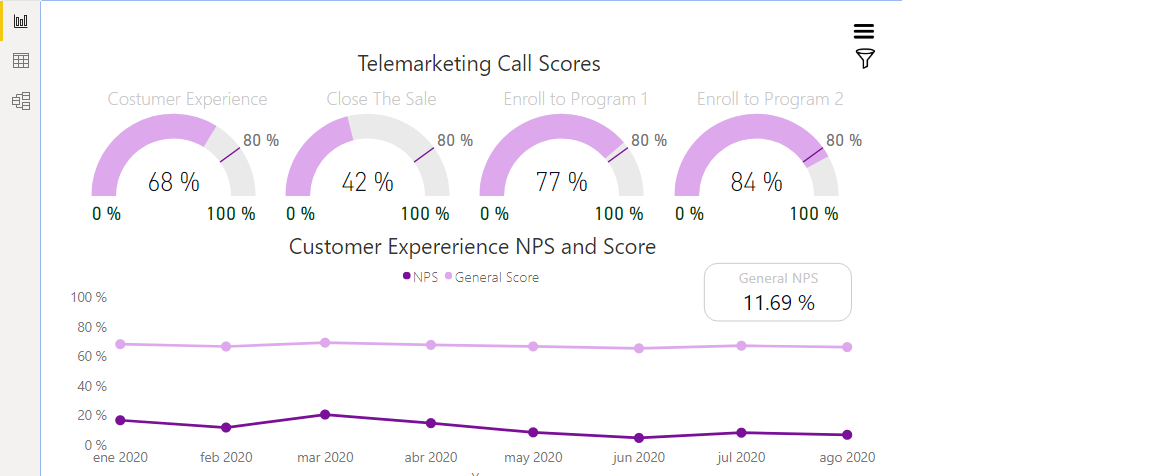 Telemarketing Call Scores
Costumer Experience
Close The Sale
Enroll to Program 1
Enroll to Program 2
80 %
80 %
80 %
80 %
68 %
42 %
77 %
84 %
0 %
100 %
0 %
100 %
0 %
100 %
0 %
100 %
Customer Expererience NPS and Score
NPS
General Score
General NPS
11.69 %
100 %
80 %
60 %
40 %
20 %
0 %
ene 2020
feb 2020
mar 2020
abr 2020
may 2020
jun 2020
jul 2020
ago 2020